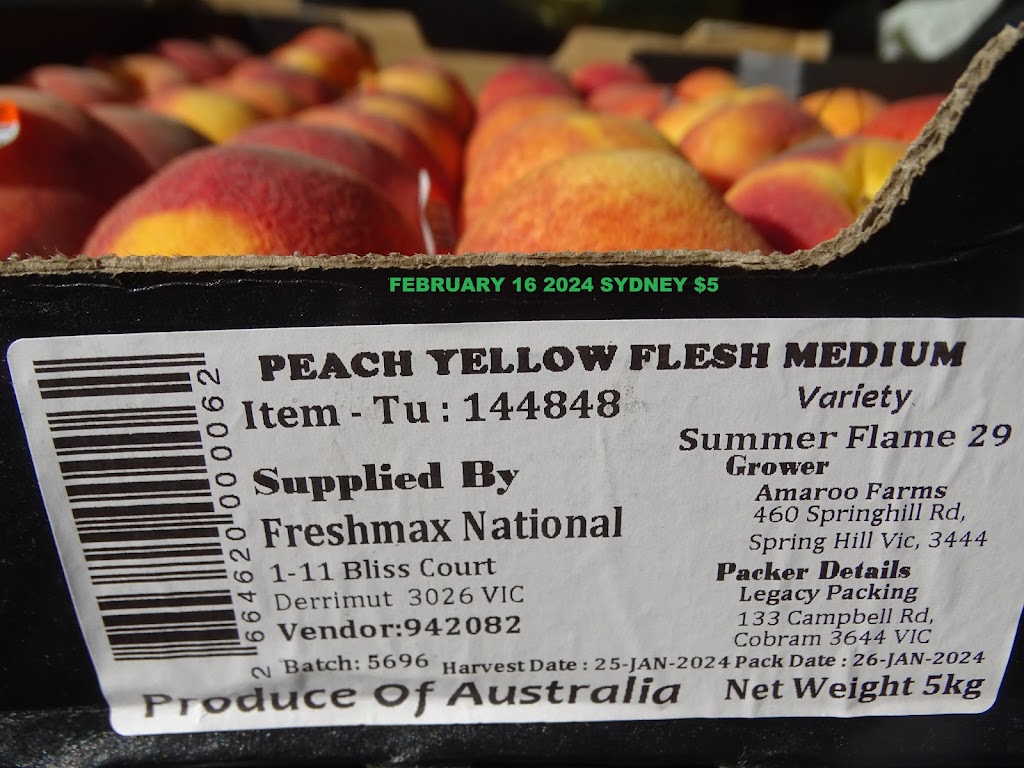 FEBRUARY 16 2024 SYDNEY $5
PEACH YELLOW FLESH MEDIUM
Item - Tu : 144848
Variety
Summer Flame 29
Supplied By
Freshmax National
1-11 Bliss Court
Derrimut 3026 VIC
Vendor:942082
Grower
Amaroo Farms
460 Springhill Rd,
Spring Hill Vic, 3444
Packer Details
Legacy Packing
133 Campbell Rd,
Cobram 3644 VIC
Batch: 5696 Harvest Date : 25-JAN-2024 Pack Date : 26-JAN-2024
Produce Of Australia Net Weight 5kg